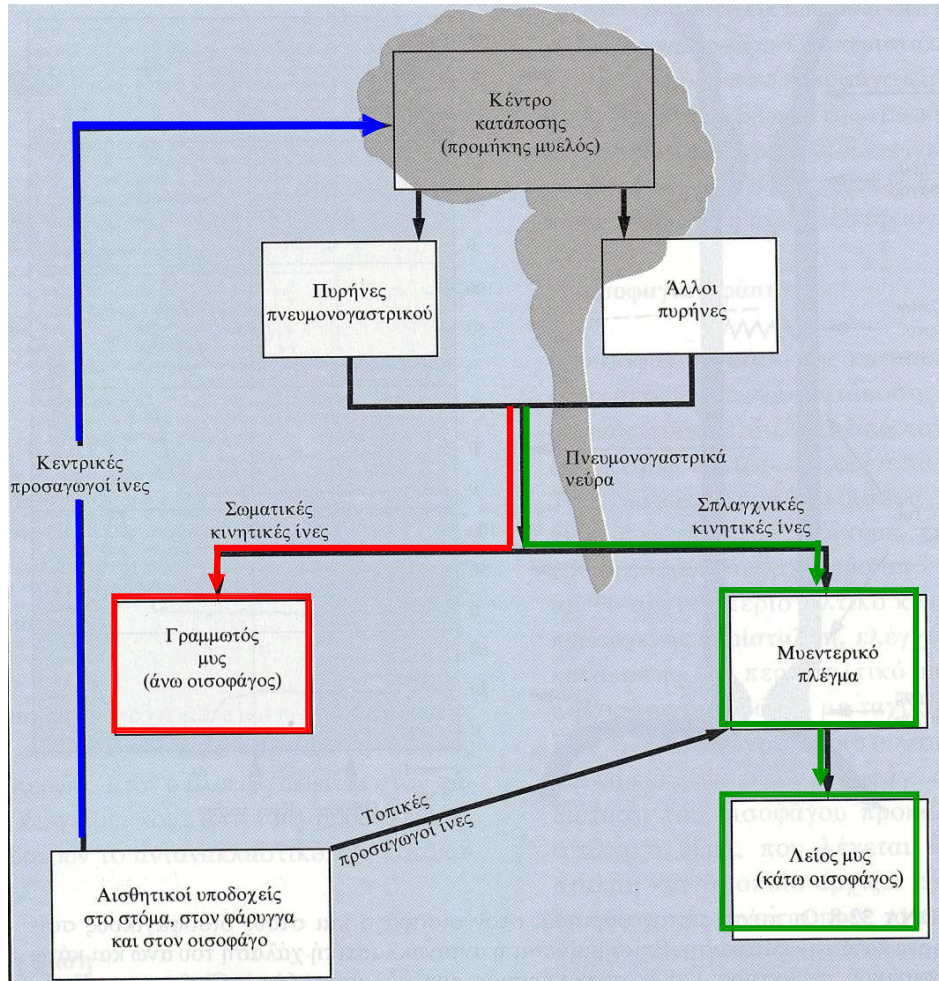 Κέντρο
κατάποσης
(προμήκης μυελός)
Πυρήνες
πνευμονογαστρικού
Άλλοι
πυρήνες
Κεντρικές
προσαγωγοί ίνες
Πνευμονογαστρικά
νεύρα
Σωματικές
κινητικές ίνες
Σπλαγχνικές
κινητικές ίνες
Γραμμωτός
μυς
(άνω οισοφάγος)
Μυεντερικό
πλέγμα
Τοπικές
προσαγωγοί ίνες
Λείος μυς
(κάτω οισοφάγος)
Αισθητικοί υποδοχείς
στο στόμα, στον φάρυγγα
και στον οισοφάγο